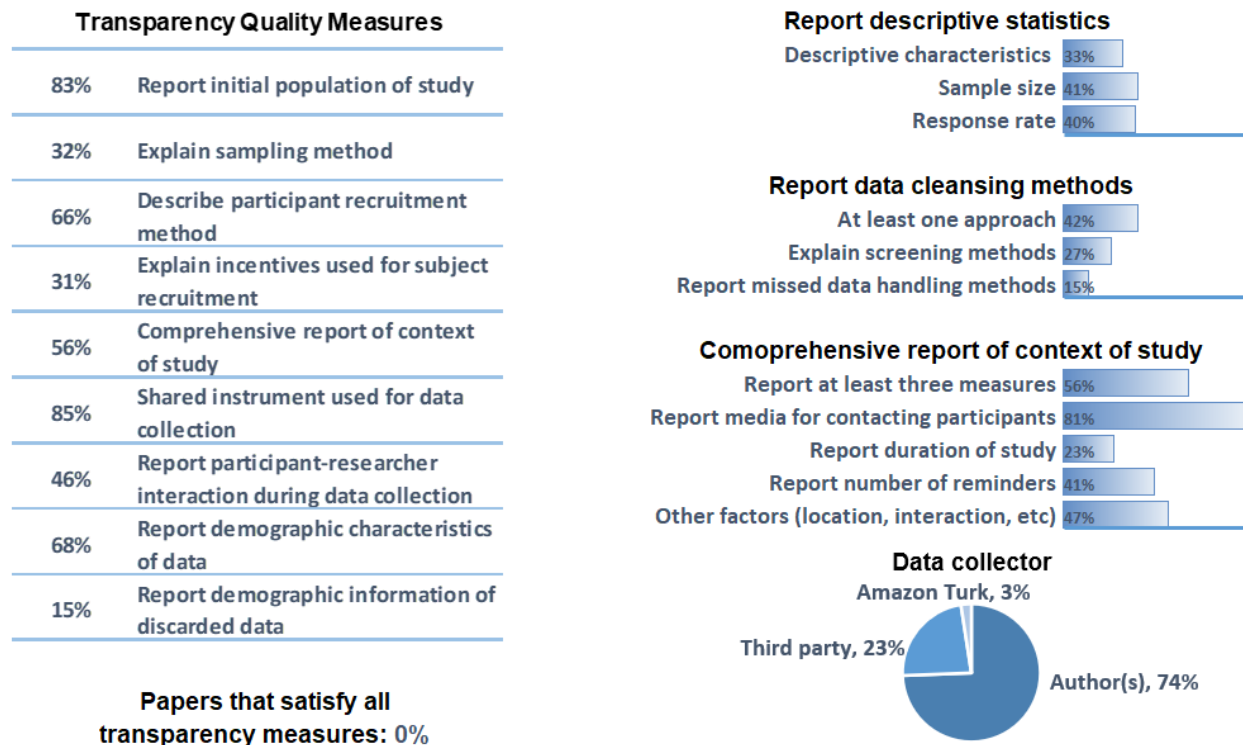 Transparency Quality Measures
83% Report initial population of study
32% Explain sampling method
66% Describe participant recruitment
method
31% Explain incentives used for subject
recruitment
56% Comprehensive report of context
of study
85% Shared instrument used for data
collection
46% Report participant-researcher
interaction during data collection
68% Report demographic characteristics
of data
15% Report demographic information of
discarded data
Papers that satisfy all
transparency measures: 0%
Report descriptive statistics
Descriptive characteristics 33%
Sample size 41%
Response rate 40%
Report data cleansing methods
At least one approach 42%
Explain screening methods 27%
Report missed data handling methods 15%
Comoprehensive report of context of study
Report at least three measures 56%
Report media for contacting participants 81%
Report duration of study 23%
Report number of reminders 41%
Other factors (location, interaction, etc) 47%
Data collector
Amazon Turk, 3%
Third party, 23%
Author(s), 74%